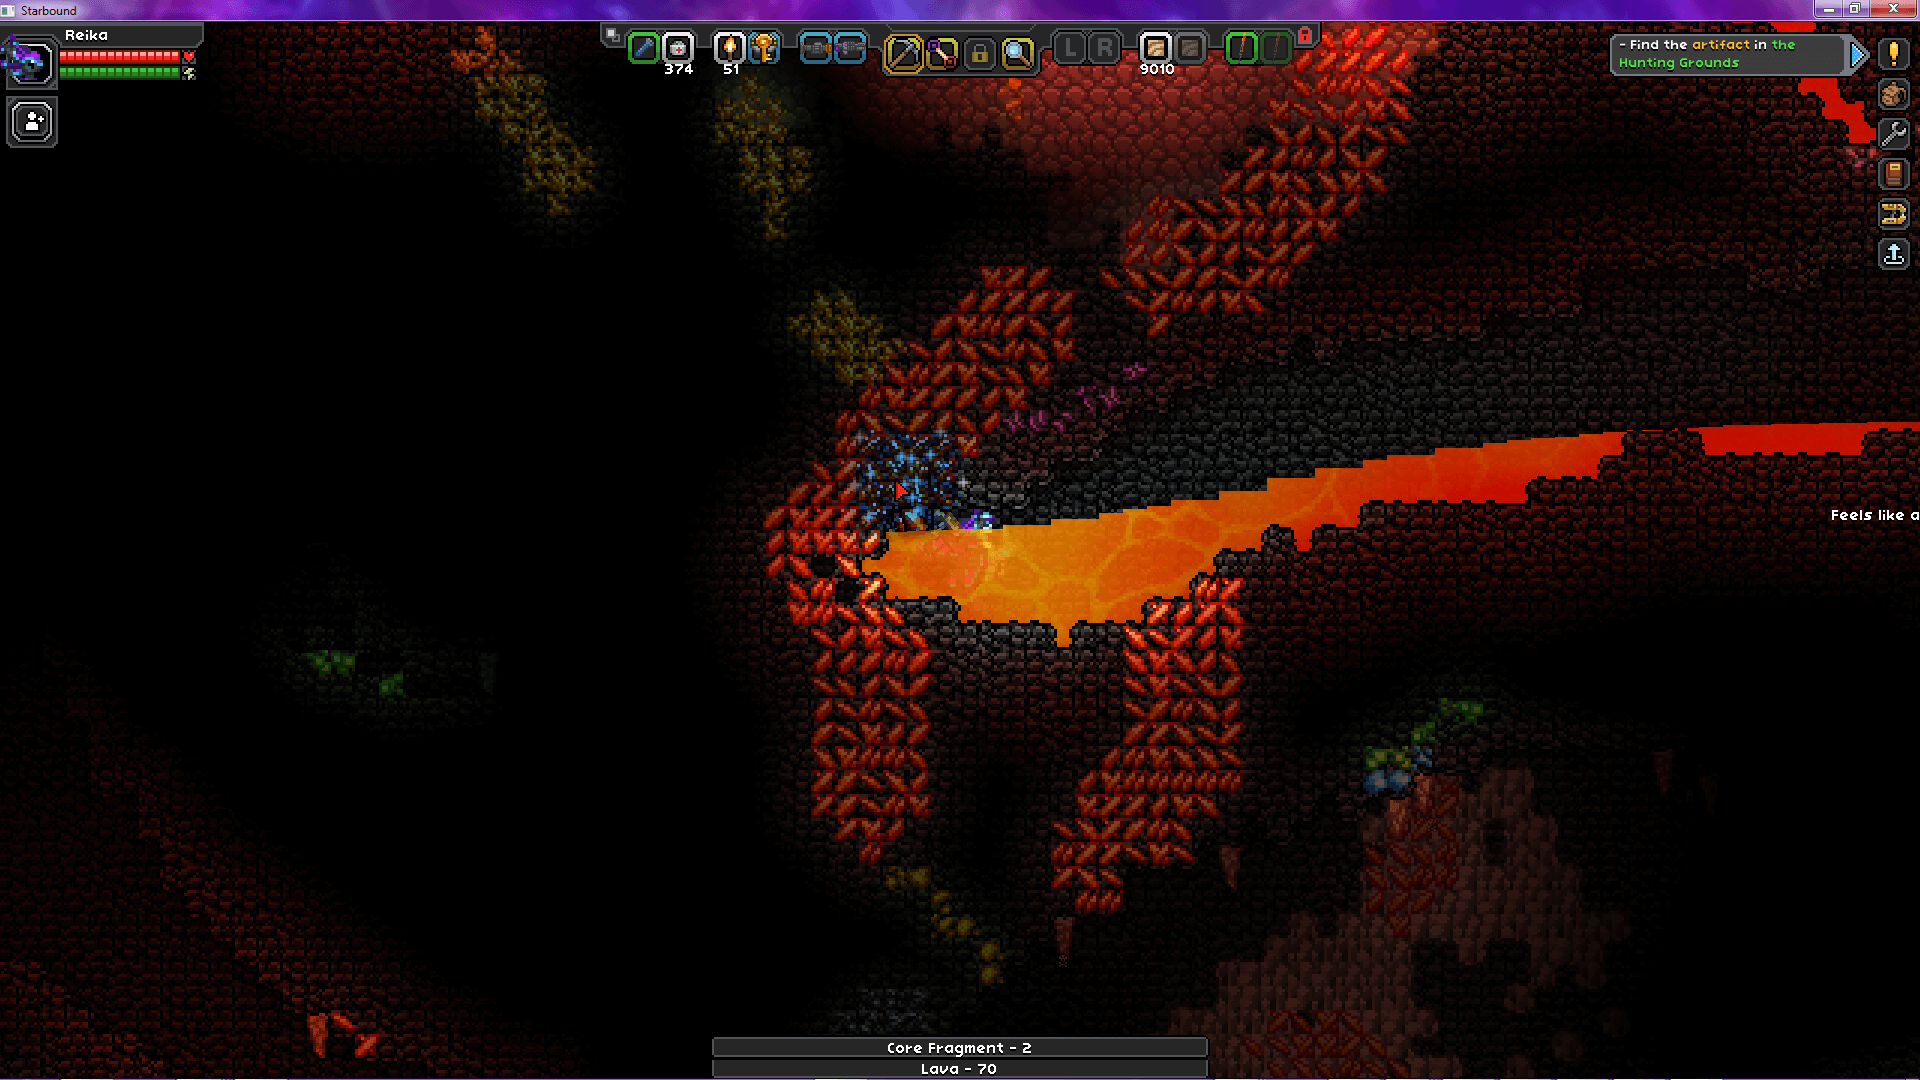 Starbound
Reika
374
51
L R
9010
- Find the artifact in the
Hunting Grounds
Feels like a
Core Fragment - 2
Lava - 70